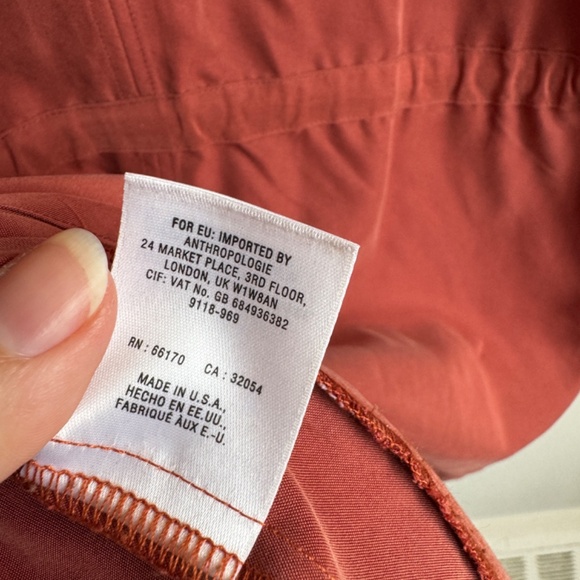 FOR EU: IMPORTED BY
ANTHROPOLOGIE
24 MARKET PLACE, 3RD FLOOR,
LONDON, UK W1W8AN
CIF: VAT No. GB 684936382
9118-969
RN : 66170 CA : 32054
MADE IN U.S.A.,
HECHO EN EE.UU.,
FABRIQUÉ AUX E.-U.